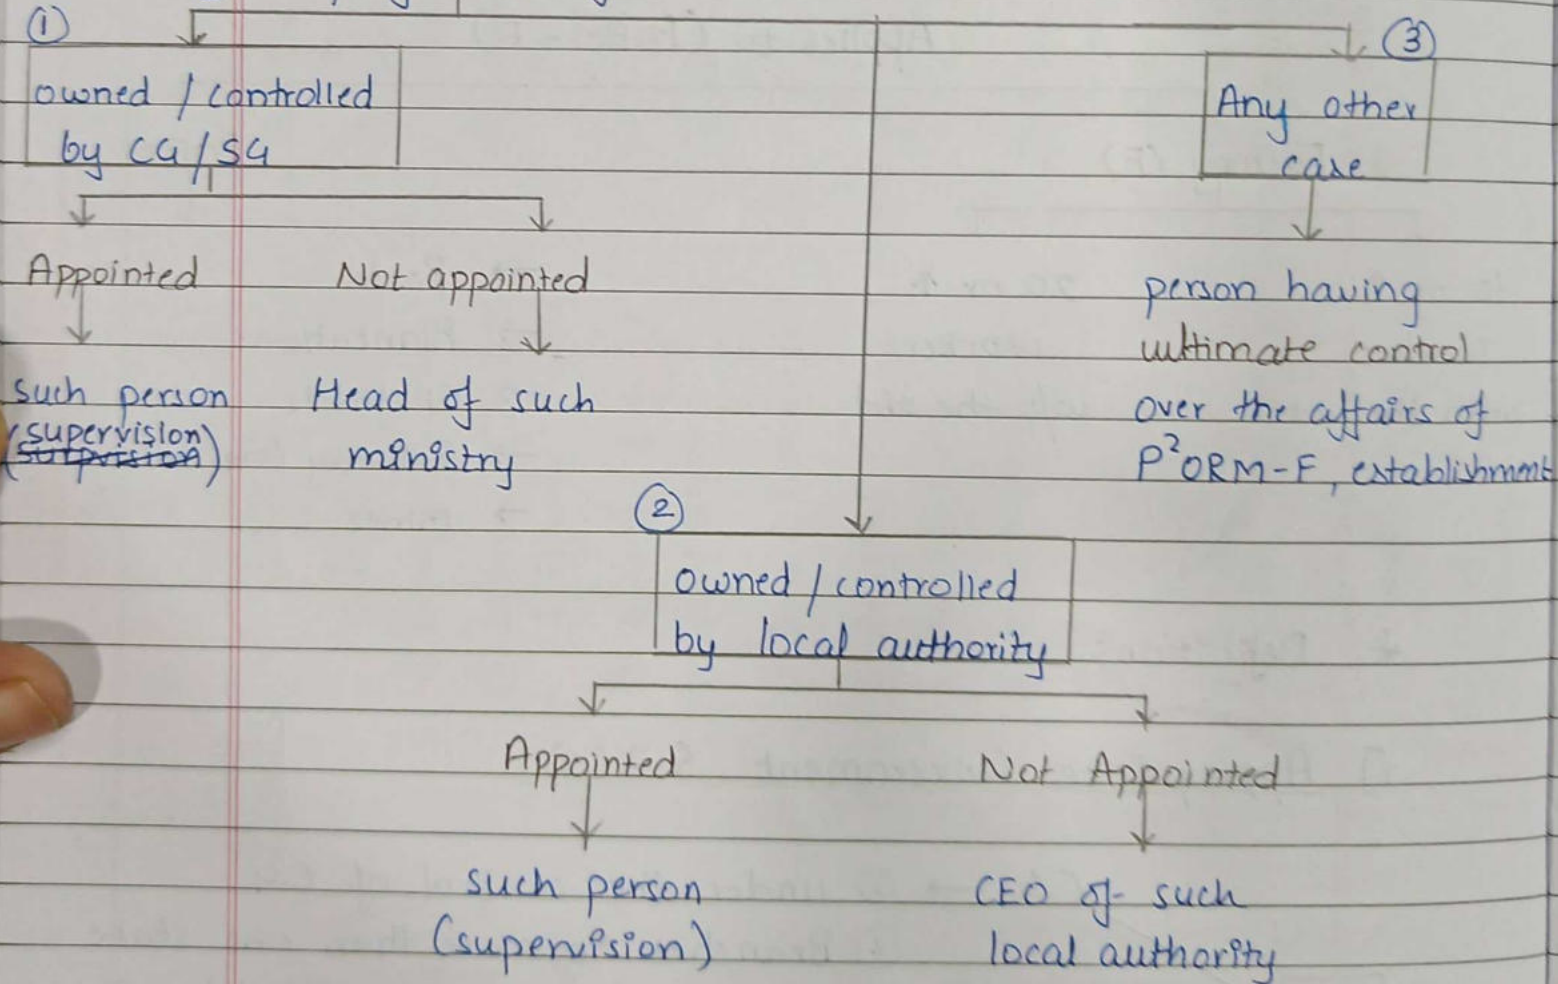 ①
owned / controlled
by CG/SG
Appointed
Not appointed
such person
(supervision)
Head of such
ministry
②
owned / controlled
by local authority
Appointed
Not Appointed
such person
(supervision)
CEO of such
local authority
③
Any other
case
person having
ultimate control
over the affairs of
P²ORM-F, establishment